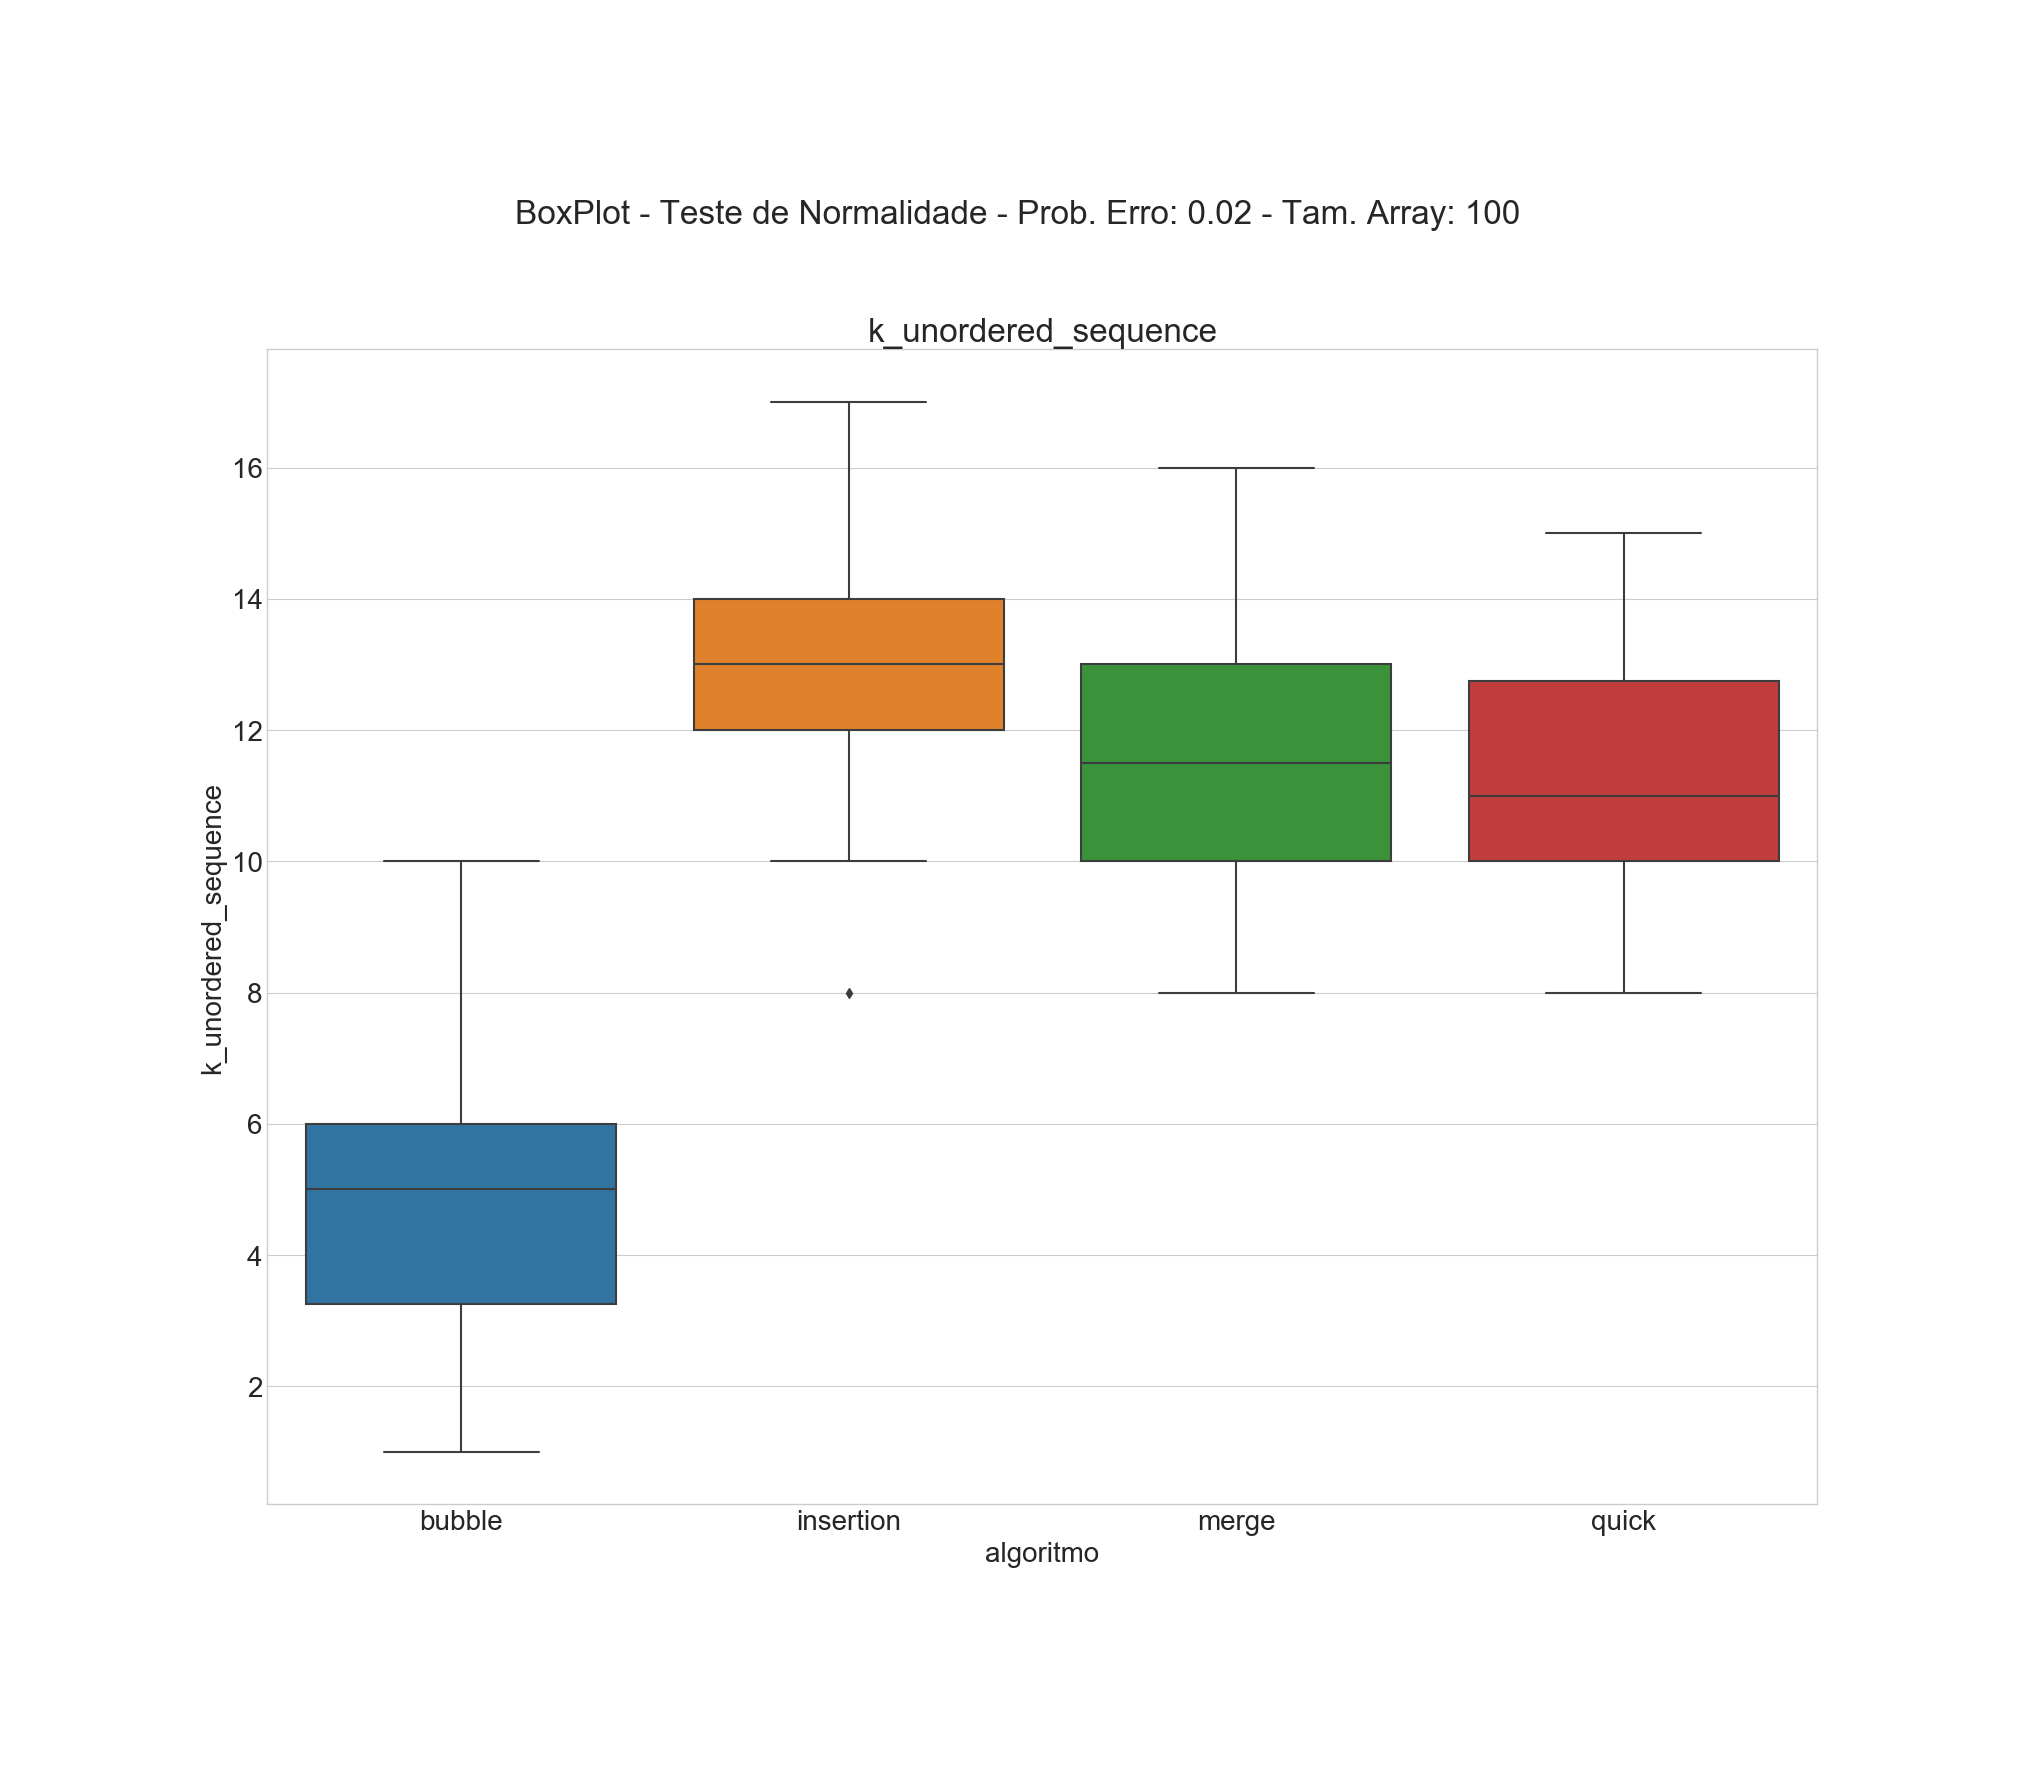 BoxPlot - Teste de Normalidade - Prob. Erro: 0.02 - Tam. Array: 100
k_unordered_sequence
k_unordered_sequence
16
14
12
10
8
6
4
2
bubble insertion merge quick
algoritmo